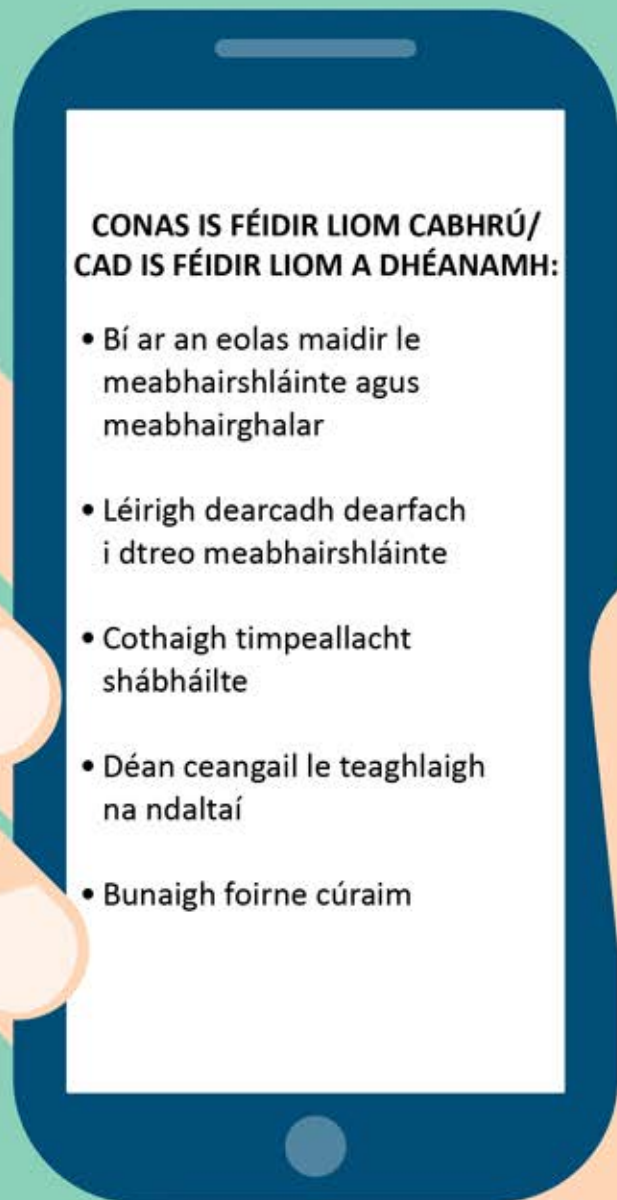 CONAS IS FÉIDIR LIOM CABHRÚ/
CAD IS FÉIDIR LIOM A DHÉANAMH:
• Bí ar an eolas maidir le
meabhairshláinte agus
meabhairghalar
• Léirigh dearcadh dearfach
i dtreo meabhairshláinte
• Cothaigh timpeallacht
shábháilte
• Déan ceangail le teaghlaigh
na ndaltaí
• Bunaigh foirne cúraim